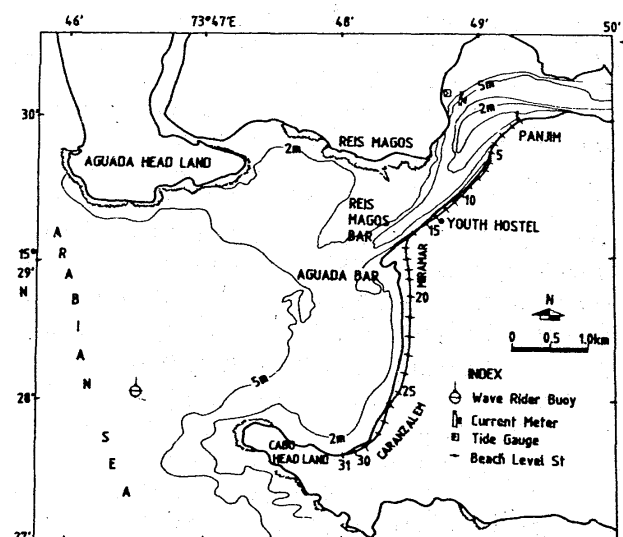 46'
73°47'
48'
49'
50'
5m
2m
30'
PANJIM
REIS MAGOS
2m
AGUADA HEAD LAND
5
10
REIS
MAGOS
BAR
15
YOUTH HOSTEL
ARABIAN SEA
15°
29'
N
AGUADA BAR
MIRAMAR
20
N
0 0.5 1.0km
5m
INDEX
28'
25
Wave Rider Buoy
2m
CARANZALEM
Current Meter
CABO
HEAD LAND
31
30
Tide Gauge
Beach Level St
27'